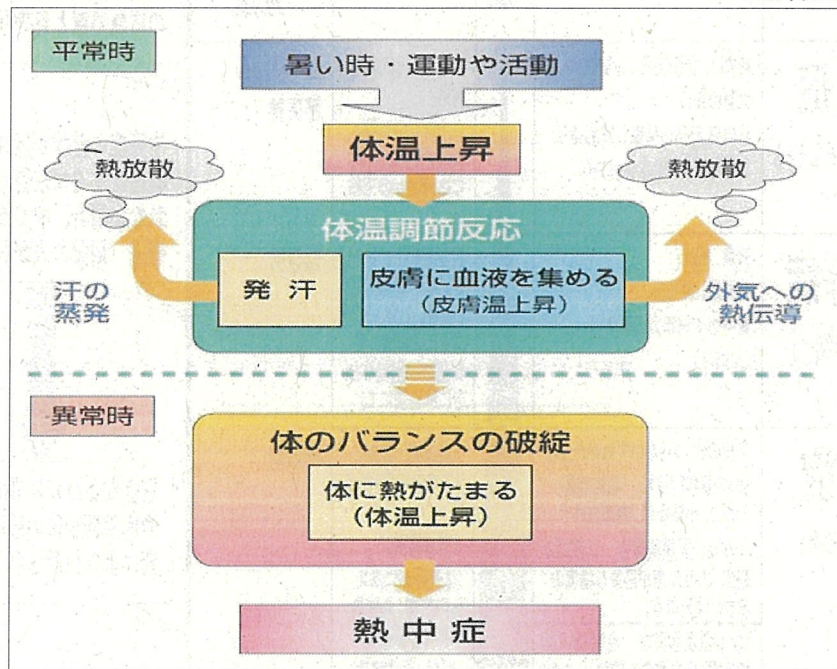 平常時
暑い時・運動や活動
体温上昇
熱放散
熱放散
体温調節反応
発汗
皮膚に血液を集める
(皮膚温上昇)
汗の
蒸発
外気への
熱伝導
異常時
体のバランスの破綻
体に熱がたまる
(体温上昇)
熱中症